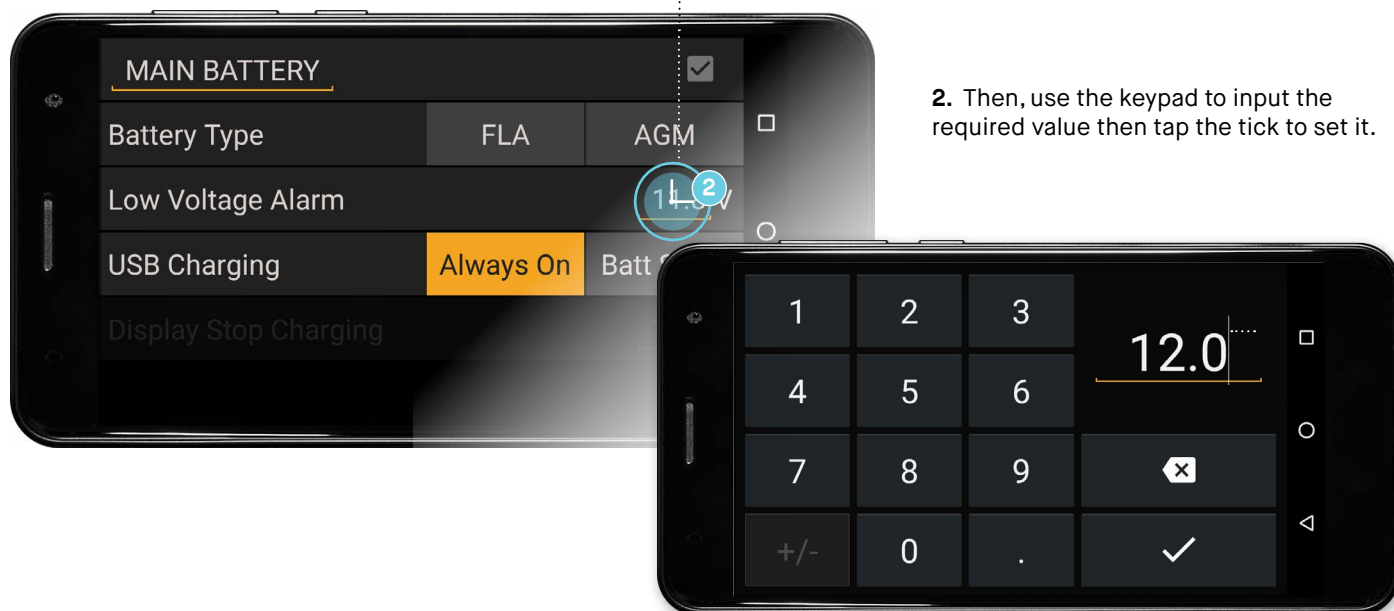 MAIN BATTERY
Battery Type FLA AGM
Low Voltage Alarm V
USB Charging Always On Batt
Display Stop Charging
2
2. Then, use the keypad to input the
required value then tap the tick to set it.
1 2 3
12.0
4 5 6
7 8 9
+/- 0 .